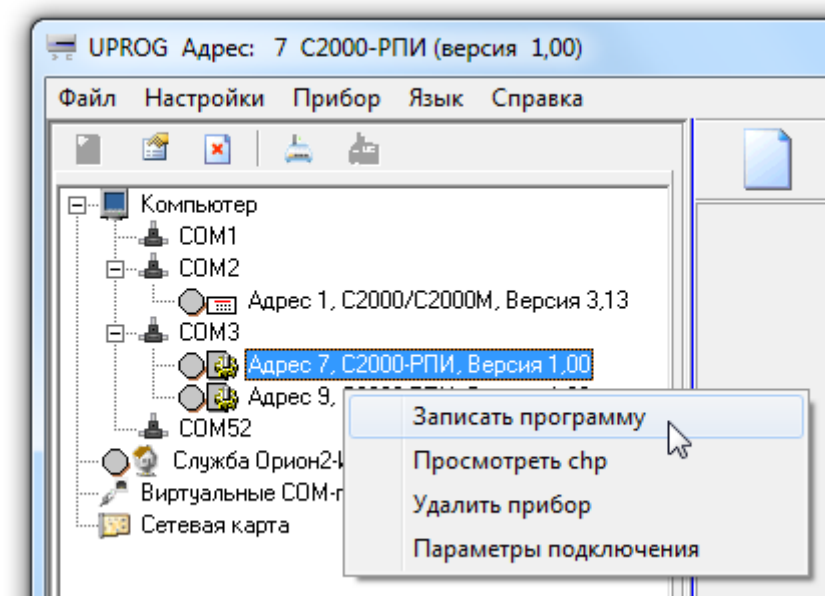 UPROG Адрес: 7 С2000-РПИ (версия 1,00)
Файл Настройки Прибор Язык Справка
Компьютер
COM1
COM2
Адрес 1, С2000/С2000М, Версия 3,13
COM3
Адрес 7, С2000-РПИ, Версия 1,00
Адрес 9,
COM52
Служба Орион2-
Виртуальные COM-
Сетевая карта
Записать программу
Просмотреть chp
Удалить прибор
Параметры подключения